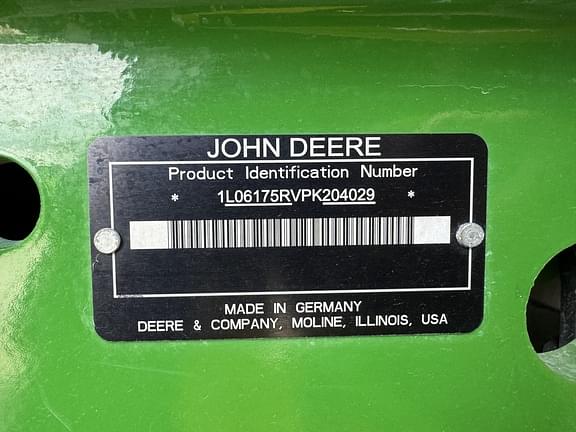 JOHN DEERE
Product Identification Number
* 1L06175RVPK204029 *
MADE IN GERMANY
DEERE & COMPANY, MOLINE, ILLINOIS, USA